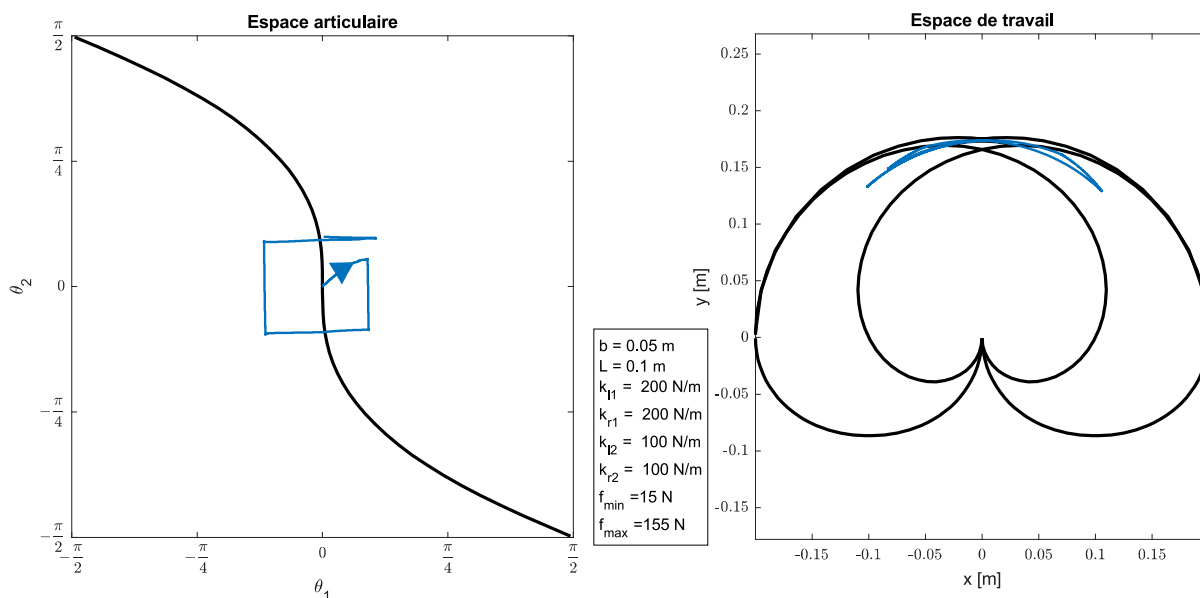 Espace articulaire
π/2
π/4
0
-π/4
-π/2
θ2
-π/2
-π/4
0
π/4
π/2
θ1
b = 0.05 m
L = 0.1 m
kl1 = 200 N/m
kr1 = 200 N/m
kl2 = 100 N/m
kr2 = 100 N/m
fmin =15 N
fmax =155 N
Espace de travail
0.25
0.2
0.15
0.1
0.05
0
-0.05
-0.1
-0.15
y [m]
-0.15
-0.1
-0.05
0
0.05
0.1
0.15
x [m]